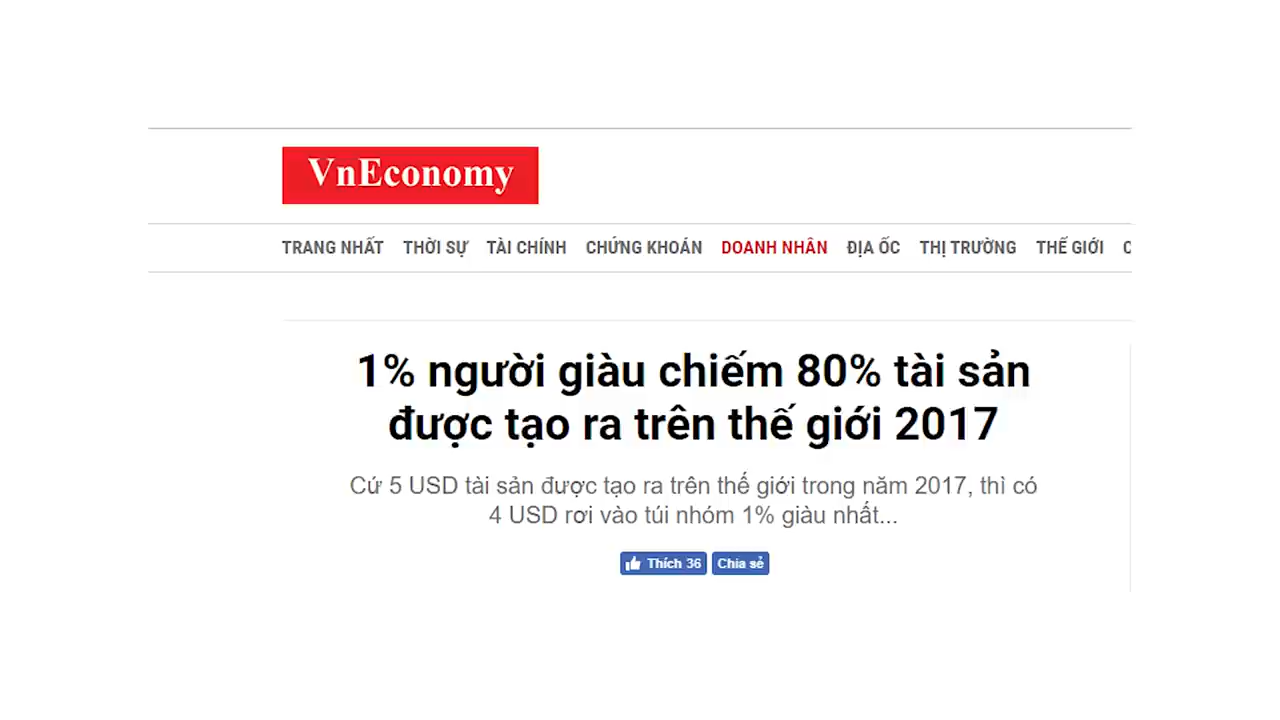 VnEconomy
TRANG NHẤT THỜI SỰ TÀI CHÍNH CHỨNG KHOÁN DOANH NHÂN ĐỊA ỐC THỊ TRƯỜNG THẾ GIỚI
1% người giàu chiếm 80% tài sản
được tạo ra trên thế giới 2017
Cứ 5 USD tài sản được tạo ra trên thế giới trong năm 2017, thì có
4 USD rơi vào túi nhóm 1% giàu nhất...
Thích 36 Chia sẻ